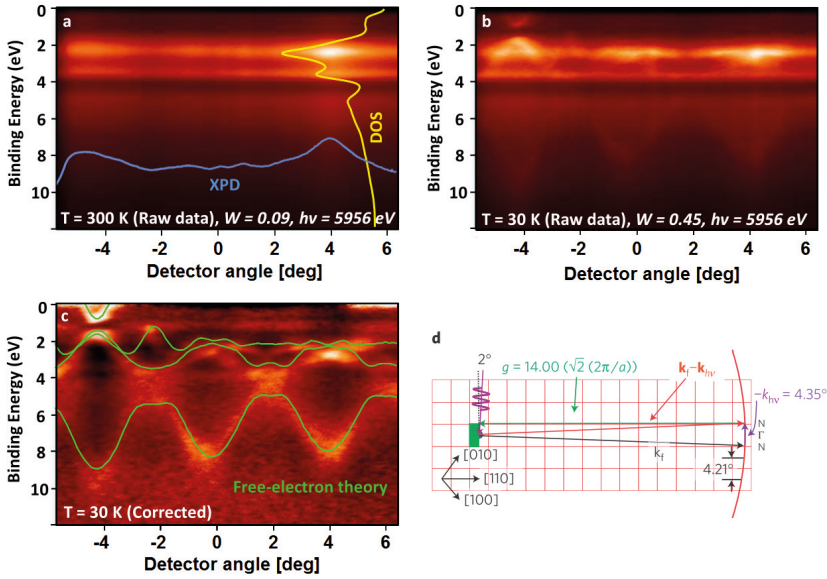 a
Binding Energy (eV)
0
2
4
6
8
10
DOS
XPD
T = 300 K (Raw data), W = 0.09, hν = 5956 eV
-4
-2
0
2
4
6
Detector angle [deg]
b
Binding Energy (eV)
0
2
4
6
8
10
T = 30 K (Raw data), W = 0.45, hν = 5956 eV
-4
-2
0
2
4
6
Detector angle [deg]
c
Binding Energy (eV)
0
2
4
6
8
10
Free-electron theory
T = 30 K (Corrected)
-4
-2
0
2
4
6
Detector angle [deg]
d
2°
g = 14.00 (√2 (2π/a))
k_f–k_hν
–k_hν = 4.35°
N
Γ
N
k_f
4.21°
[010]
[110]
[100]